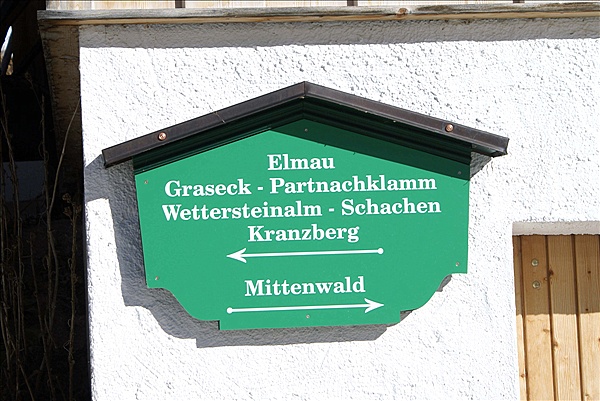 Elmau
Graseck - Partnachklamm
Wettersteinalm - Schachen
Kranzberg
Mittenwald